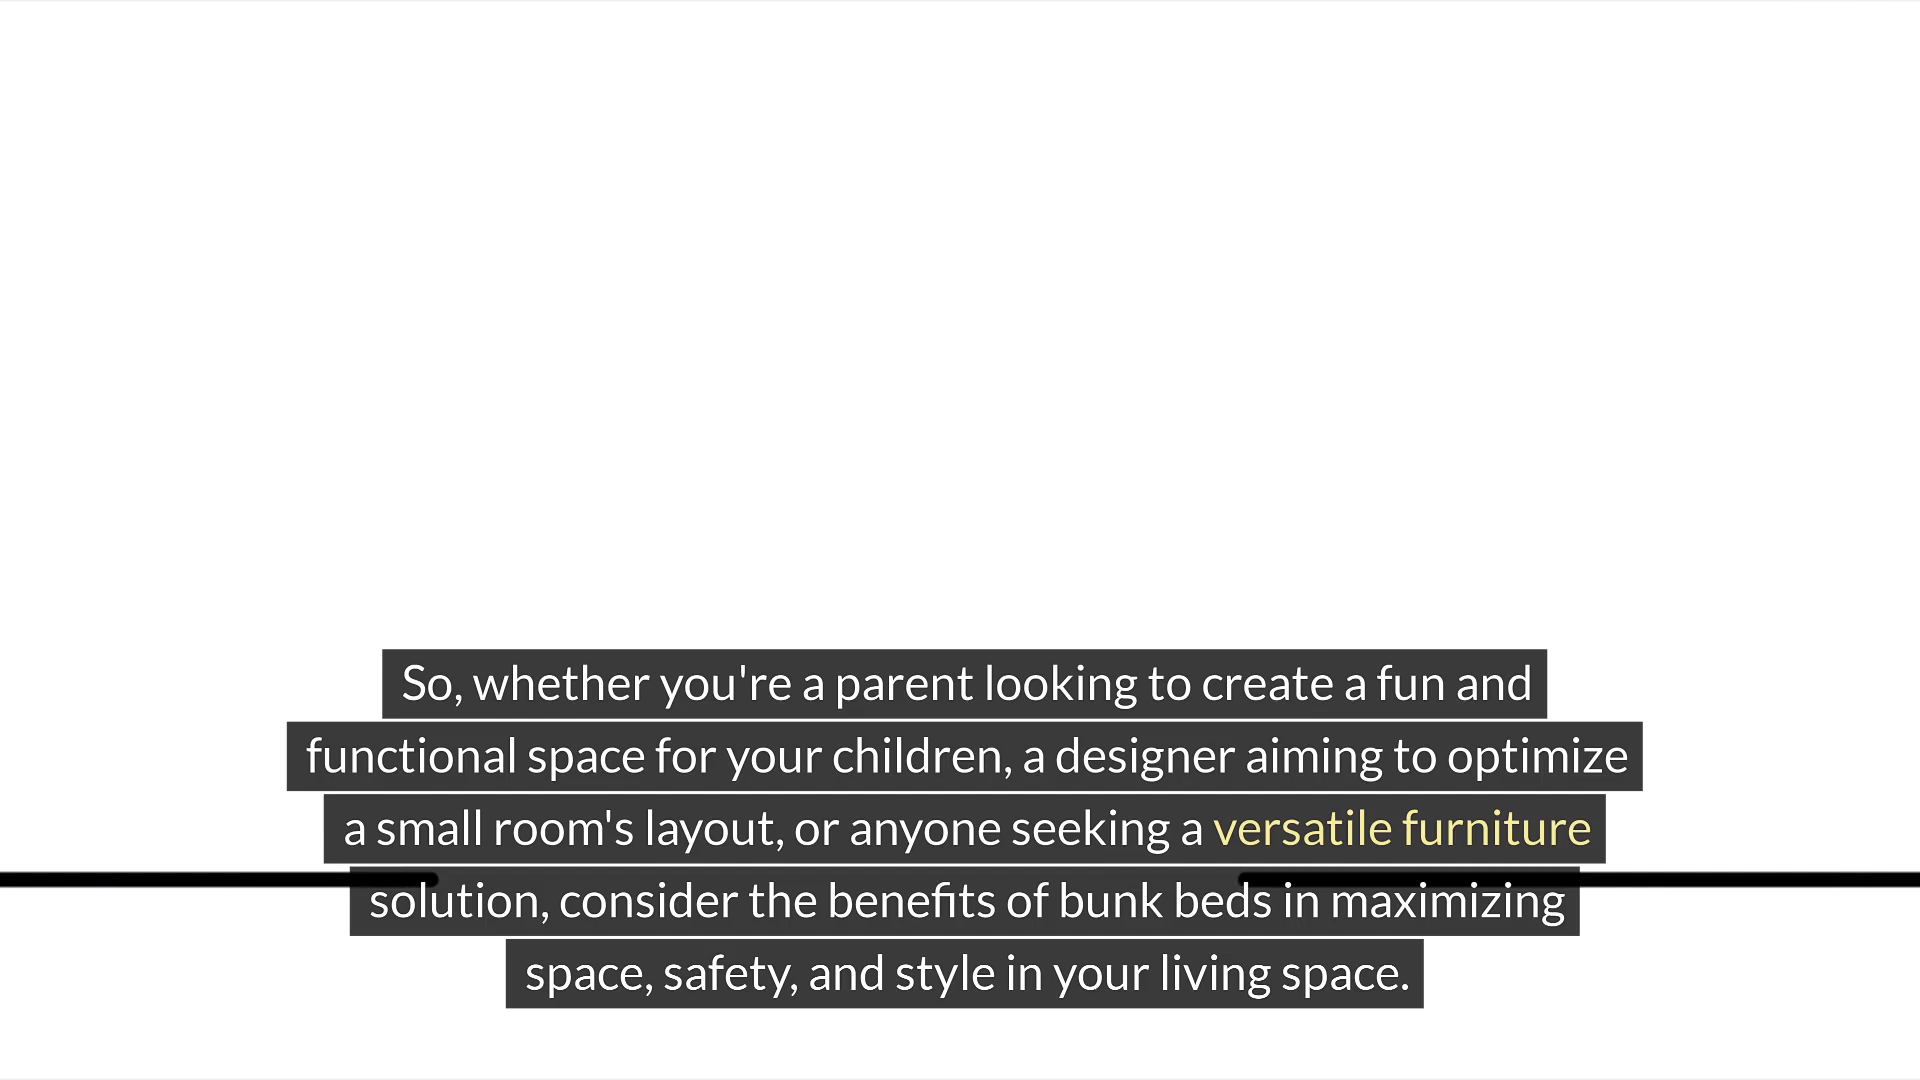 So, whether you're a parent looking to create a fun and
functional space for your children, a designer aiming to optimize
a small room's layout, or anyone seeking a versatile furniture
solution, consider the benefits of bunk beds in maximizing
space, safety, and style in your living space.